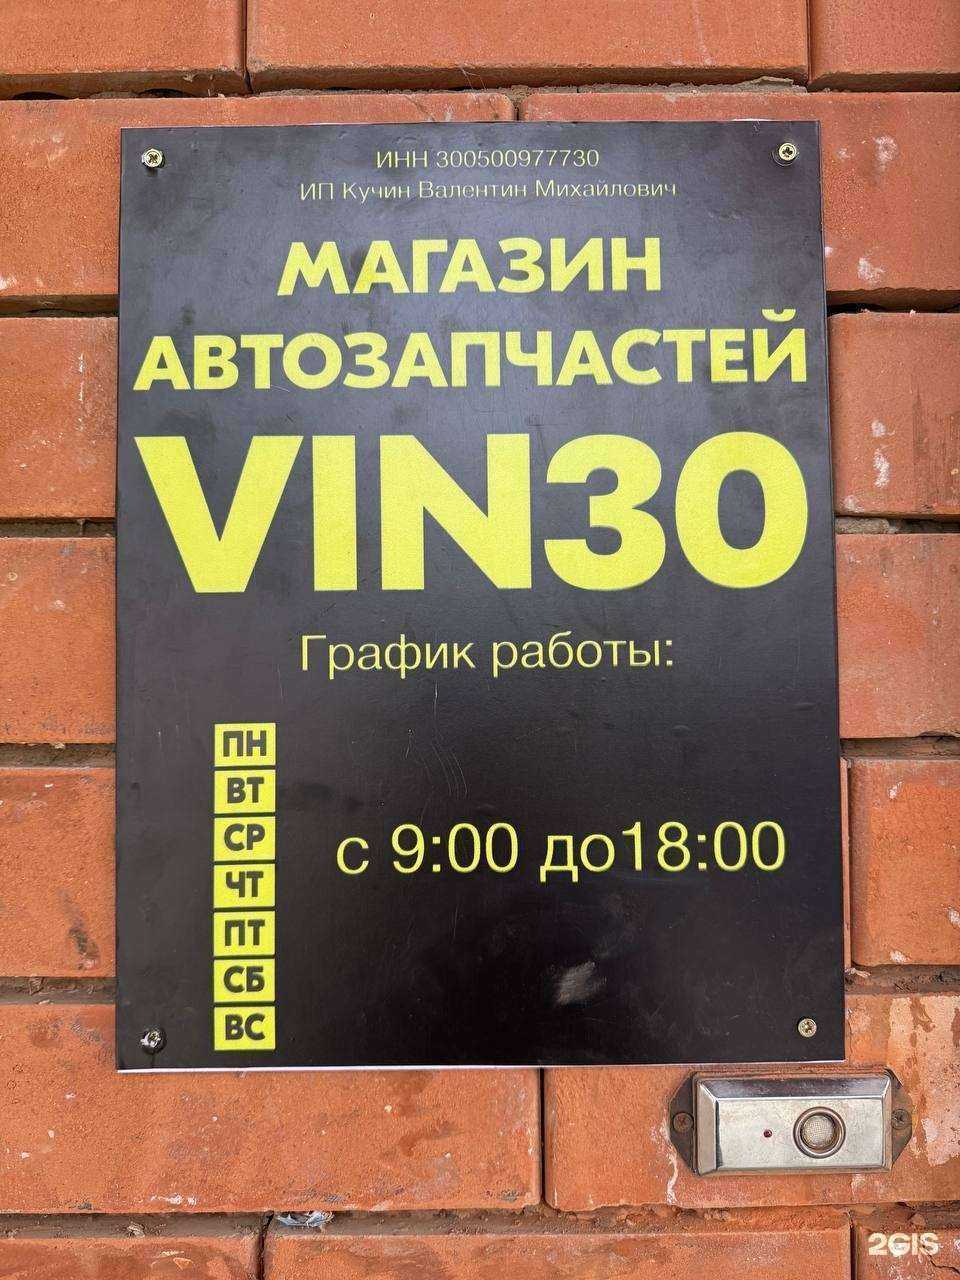 ИНН 300500977730
ИП Кучин Валентин Михайлович
МАГАЗИН
АВТОЗАПЧАСТЕЙ
VIN30
График работы:
ПН
ВТ
СР
ЧТ
ПТ
СБ
ВС
с 9:00 до18:00
2GIS